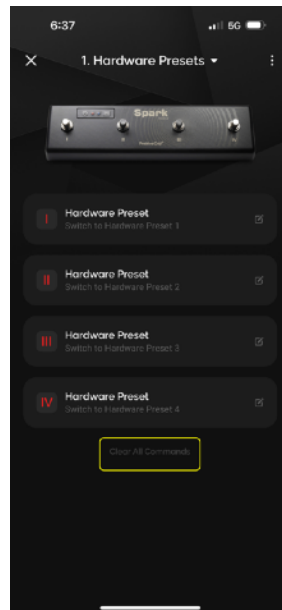 6:37
5G
1. Hardware Presets
Spark
I
Hardware Preset
Switch to Hardware Preset 1
II
Hardware Preset
Switch to Hardware Preset 2
III
Hardware Preset
Switch to Hardware Preset 3
IV
Hardware Preset
Switch to Hardware Preset 4
Clear All Commands